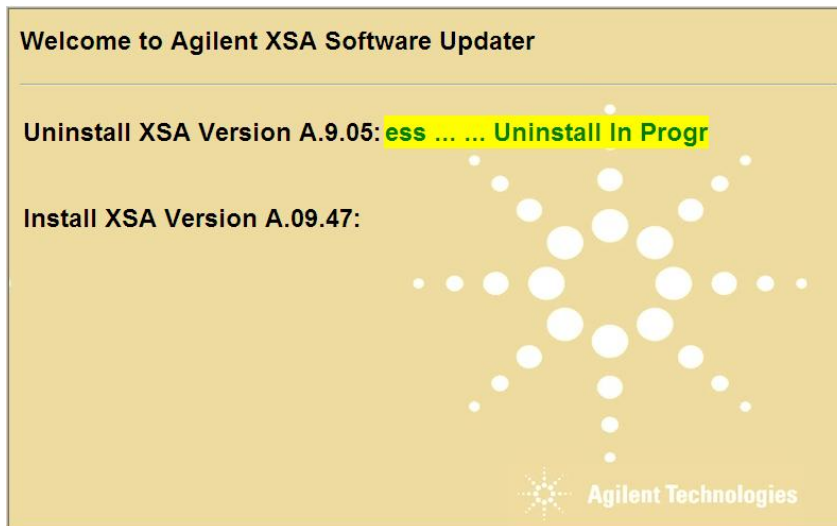 Welcome to Agilent XSA Software Updater
Uninstall XSA Version A.9.05: ess ... ... Uninstall In Progr
Install XSA Version A.09.47:
Agilent Technologies